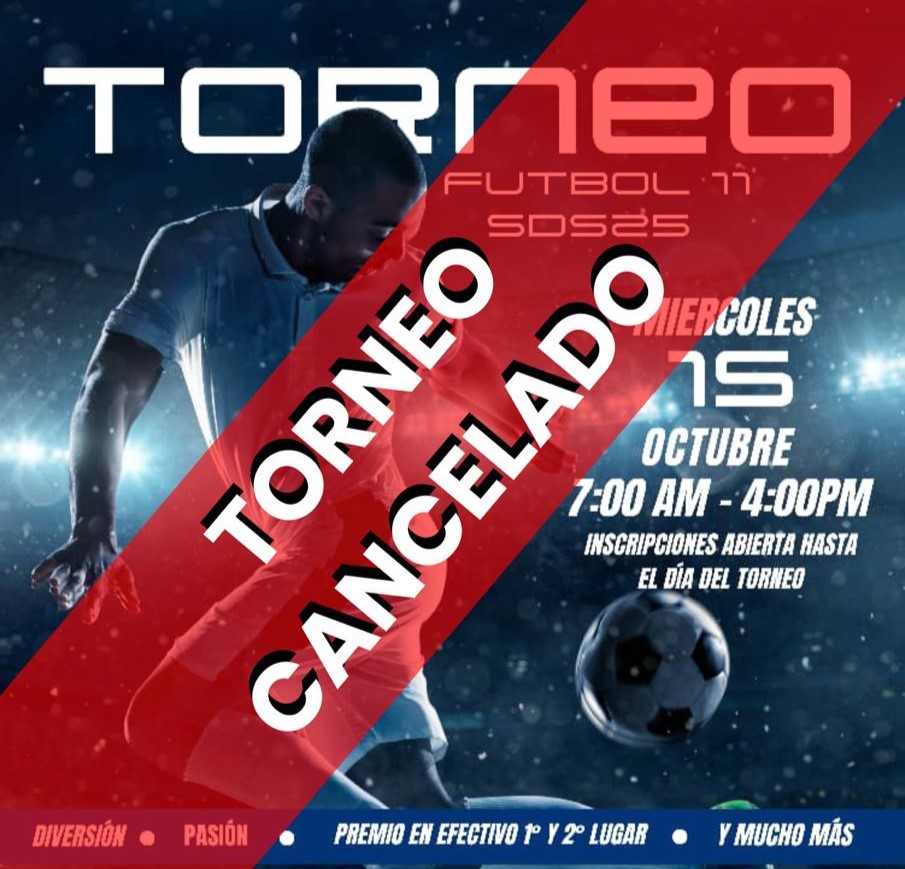 TORNEO
FUTBOL 11
SDS25
TORNEO
CANCELADO
MIERCOLES
15
OCTUBRE
7:00 AM - 4:00PM
INSCRIPCIONES ABIERTA HASTA
EL DÍA DEL TORNEO
DIVERSIÓN ● PASIÓN ● PREMIO EN EFECTIVO 1° Y 2° LUGAR ● Y MUCHO MÁS